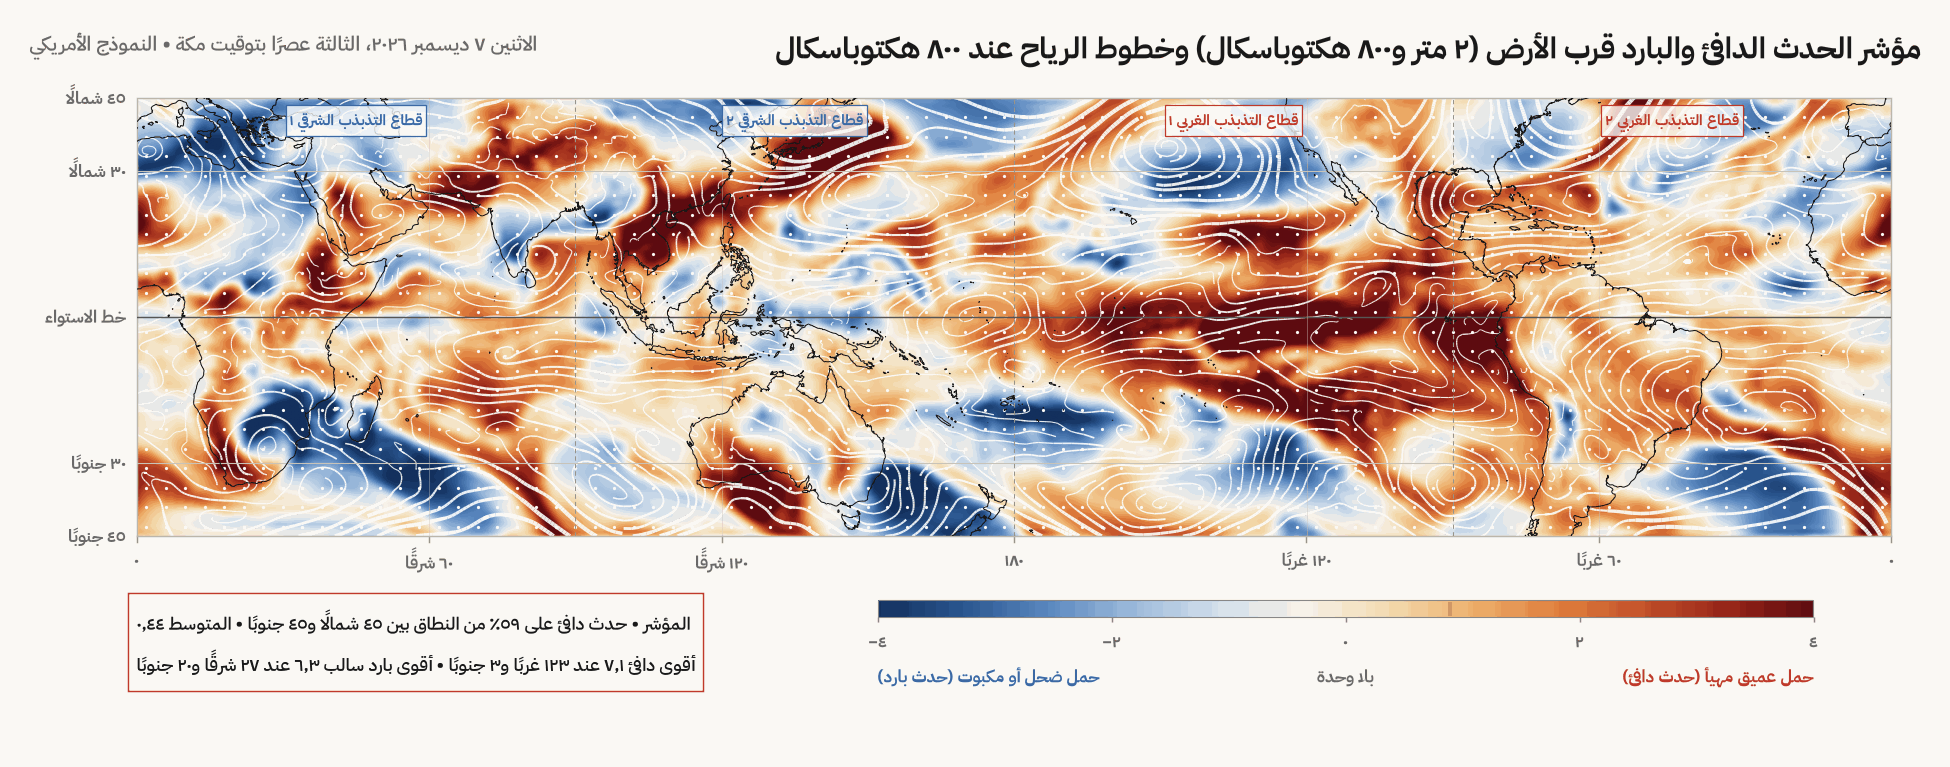 مؤشر الحدث الدافئ والبارد قرب الأرض (٢ متر و٨٠٠ هكتوباسكال) وخطوط الرياح عند ٨٠٠ هكتوباسكال
الاثنين ٧ ديسمبر ٢٠٢٦، الثالثة عصرًا بتوقيت مكة • النموذج الأمريكي
٤٥ شمالًا
٣٠ شمالًا
خط الاستواء
٣٠ جنوبًا
٤٥ جنوبًا
قطاع التذبذب الشرقي ١
قطاع التذبذب الشرقي ٢
قطاع التذبذب الغربي ١
قطاع التذبذب الغربي ٢
٠
٦٠ شرقًا
١٢٠ شرقًا
١٨٠
١٢٠ غربًا
٦٠ غربًا
٠
المؤشر • حدث دافئ على ٥٩٪ من النطاق بين ٤٥ شمالًا و٤٥ جنوبًا • المتوسط ٠,٤٤
أقوى دافئ ٧,١ عند ١٢٣ غربًا و٣ جنوبًا • أقوى بارد سالب ٦,٣ عند ٢٧ شرقًا و٢٠ جنوبًا
−٤
−٢
٠
٢
٤
حمل ضحل أو مكبوت (حدث بارد)
بلا وحدة
حمل عميق مهيأ (حدث دافئ)